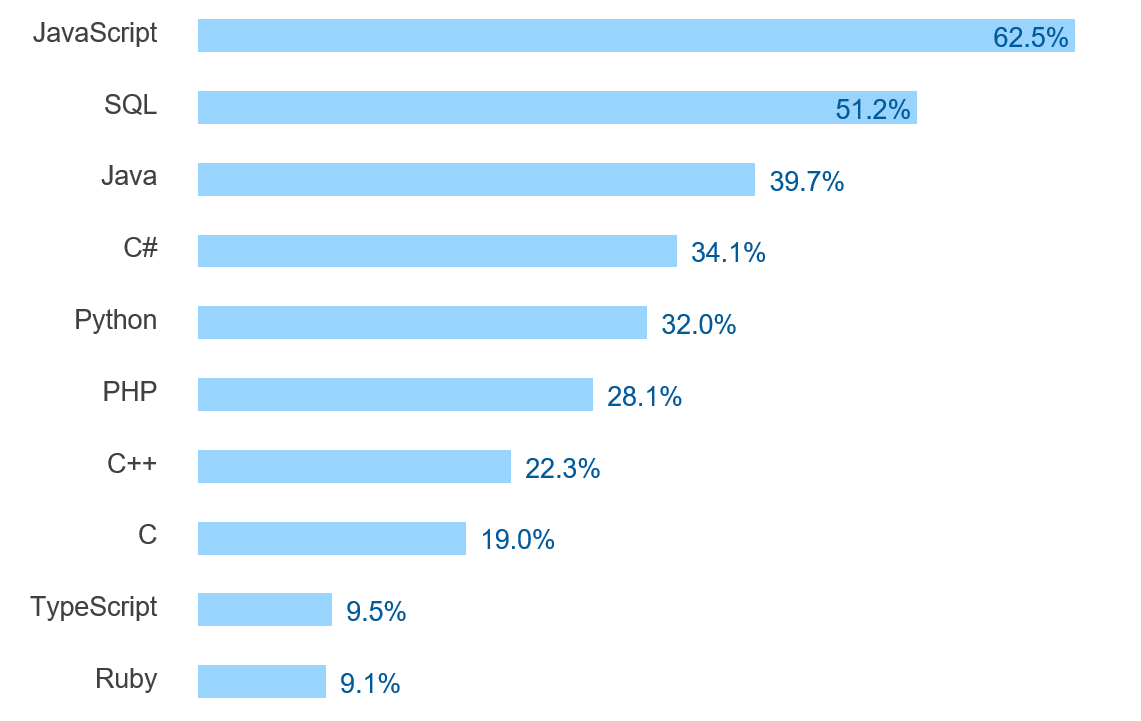 JavaScript 62.5%
SQL 51.2%
Java 39.7%
C# 34.1%
Python 32.0%
PHP 28.1%
C++ 22.3%
C 19.0%
TypeScript 9.5%
Ruby 9.1%